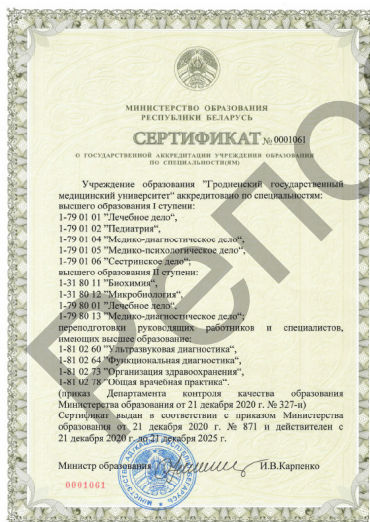 МИНИСТЕРСТВО ОБРАЗОВАНИЯ
РЕСПУБЛИКИ БЕЛАРУСЬ
СЕРТИФИКАТ № 0001061
О ГОСУДАРСТВЕННОЙ АККРЕДИТАЦИИ УЧРЕЖДЕНИЯ ОБРАЗОВАНИЯ
ПО СПЕЦИАЛЬНОСТИ(ЯМ)
Учреждение образования "Гродненский государственный
медицинский университет" аккредитовано по специальностям:
высшего образования I ступени:
1-79 01 01 "Лечебное дело",
1-79 01 02 "Педиатрия",
1-79 01 04 "Медико-диагностическое дело",
1-79 01 05 "Медико-психологическое дело",
1-79 01 06 "Сестринское дело";
высшего образования II ступени:
1-31 80 11 "Биохимия",
1-31 80 12 "Микробиология",
1-79 80 01 "Лечебное дело",
1-79 80 13 "Медико-диагностическое дело";
переподготовки руководящих работников и специалистов,
имеющих высшее образование:
1-81 02 60 "Ультразвуковая диагностика",
1-81 02 64 "Функциональная диагностика",
1-81 02 73 "Организация здравоохранения",
1-81 02 78 "Общая врачебная практика".
(приказ Департамента контроля качества образования
Министерства образования от 21 декабря 2020 г. № 327-и)
Сертификат выдан в соответствии с приказом Министерства
образования от 21 декабря 2020 г. № 871 и действителен с
21 декабря 2020 г. до 21 декабря 2025 г.
Министр образования И.В.Карпенко
0001061